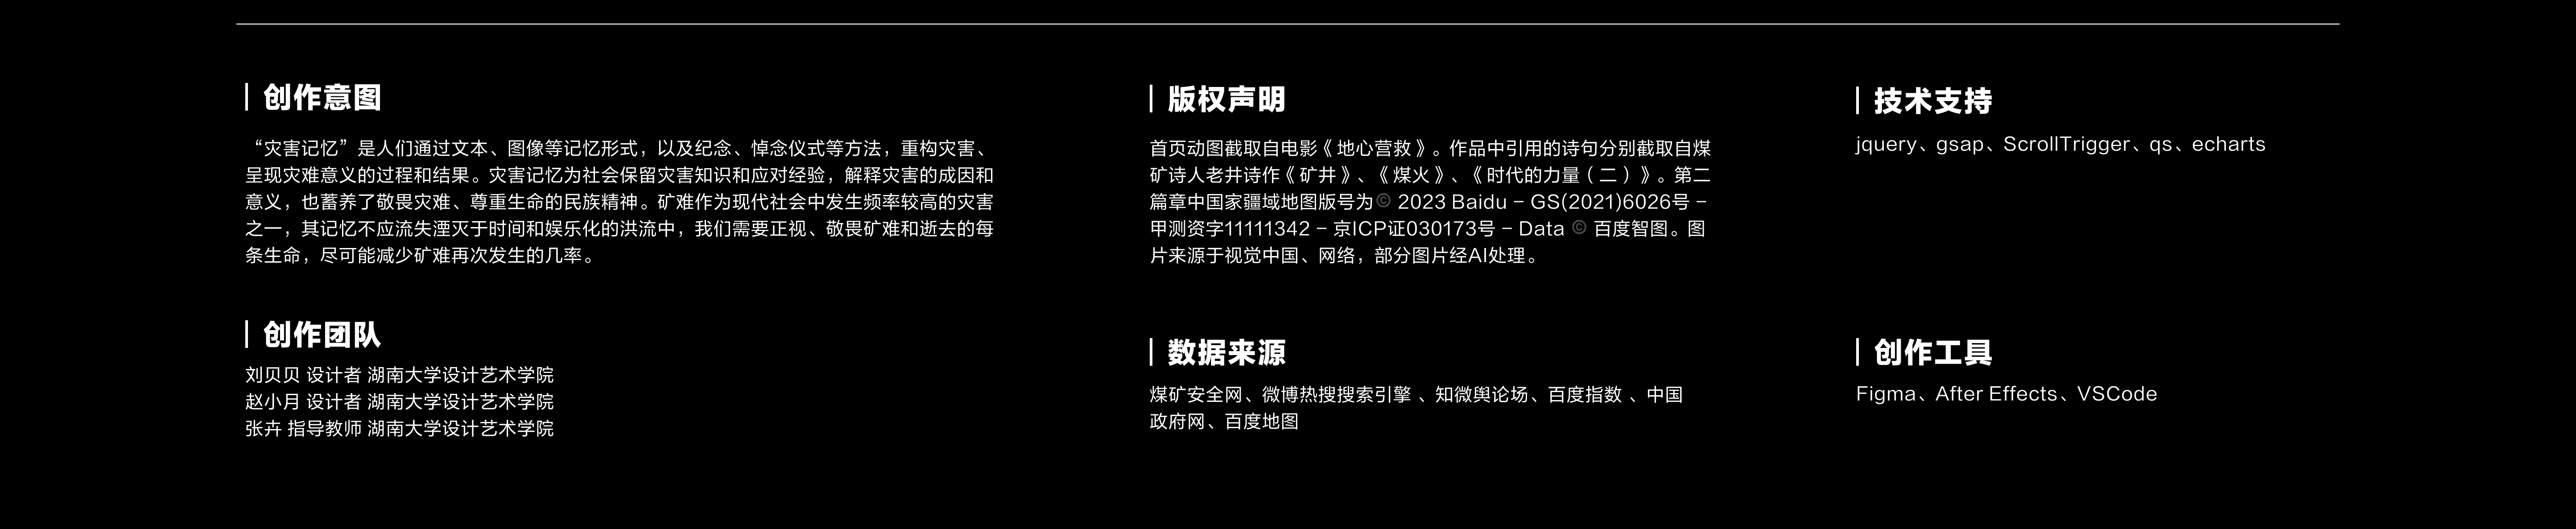 创作意图
“灾害记忆”是人们通过文本、图像等记忆形式，以及纪念、悼念仪式等方法，重构灾害、
呈现灾难意义的过程和结果。灾害记忆为社会保留灾害知识和应对经验，解释灾害的成因和
意义，也蓄养了敬畏灾难、尊重生命的民族精神。矿难作为现代社会中发生频率较高的灾害
之一，其记忆不应流失湮灭于时间和娱乐化的洪流中，我们需要正视、敬畏矿难和逝去的每
条生命，尽可能减少矿难再次发生的几率。
创作团队
刘贝贝 设计者 湖南大学设计艺术学院
赵小月 设计者 湖南大学设计艺术学院
张卉 指导教师 湖南大学设计艺术学院
版权声明
首页动图截取自电影《地心营救》。作品中引用的诗句分别截取自煤
矿诗人老井诗作《矿井》、《煤火》、《时代的力量（二）》。第二
篇章中国家疆域地图版号为© 2023 Baidu – GS(2021)6026号 –
甲测资字11111342 – 京ICP证030173号 – Data © 百度智图。图
片来源于视觉中国、网络，部分图片经AI处理。
数据来源
煤矿安全网、微博热搜搜索引擎 、知微舆论场、百度指数 、中国
政府网、百度地图
技术支持
jquery、gsap、ScrollTrigger、qs、echarts
创作工具
Figma、After Effects、VSCode